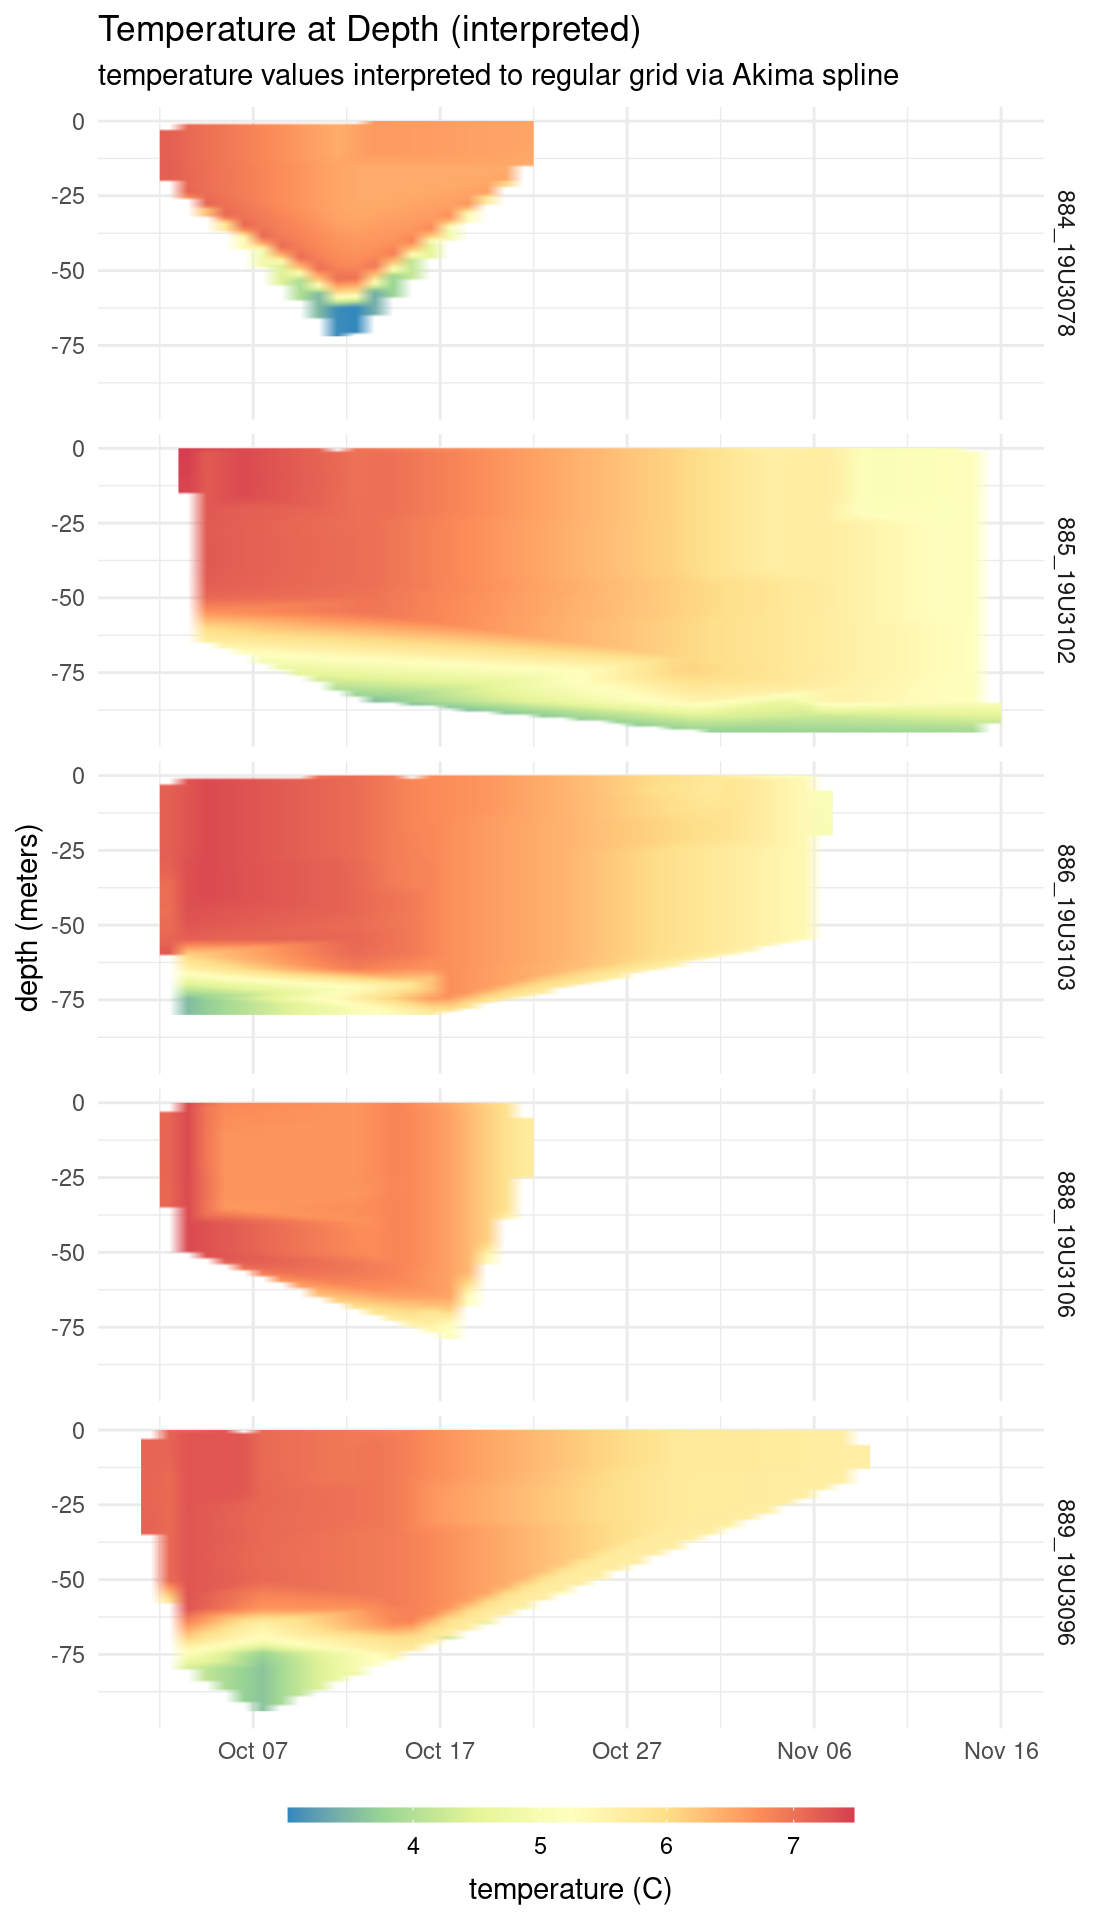 Temperature at Depth (interpreted)
temperature values interpreted to regular grid via Akima spline
0
-25
-50
-75
884_19U3078
0
-25
-50
-75
885_19U3102
depth (meters)
0
-25
-50
-75
886_19U3103
0
-25
-50
-75
888_19U3106
0
-25
-50
-75
889_19U3096
Oct 07 Oct 17 Oct 27 Nov 06 Nov 16
4 5 6 7
temperature (C)